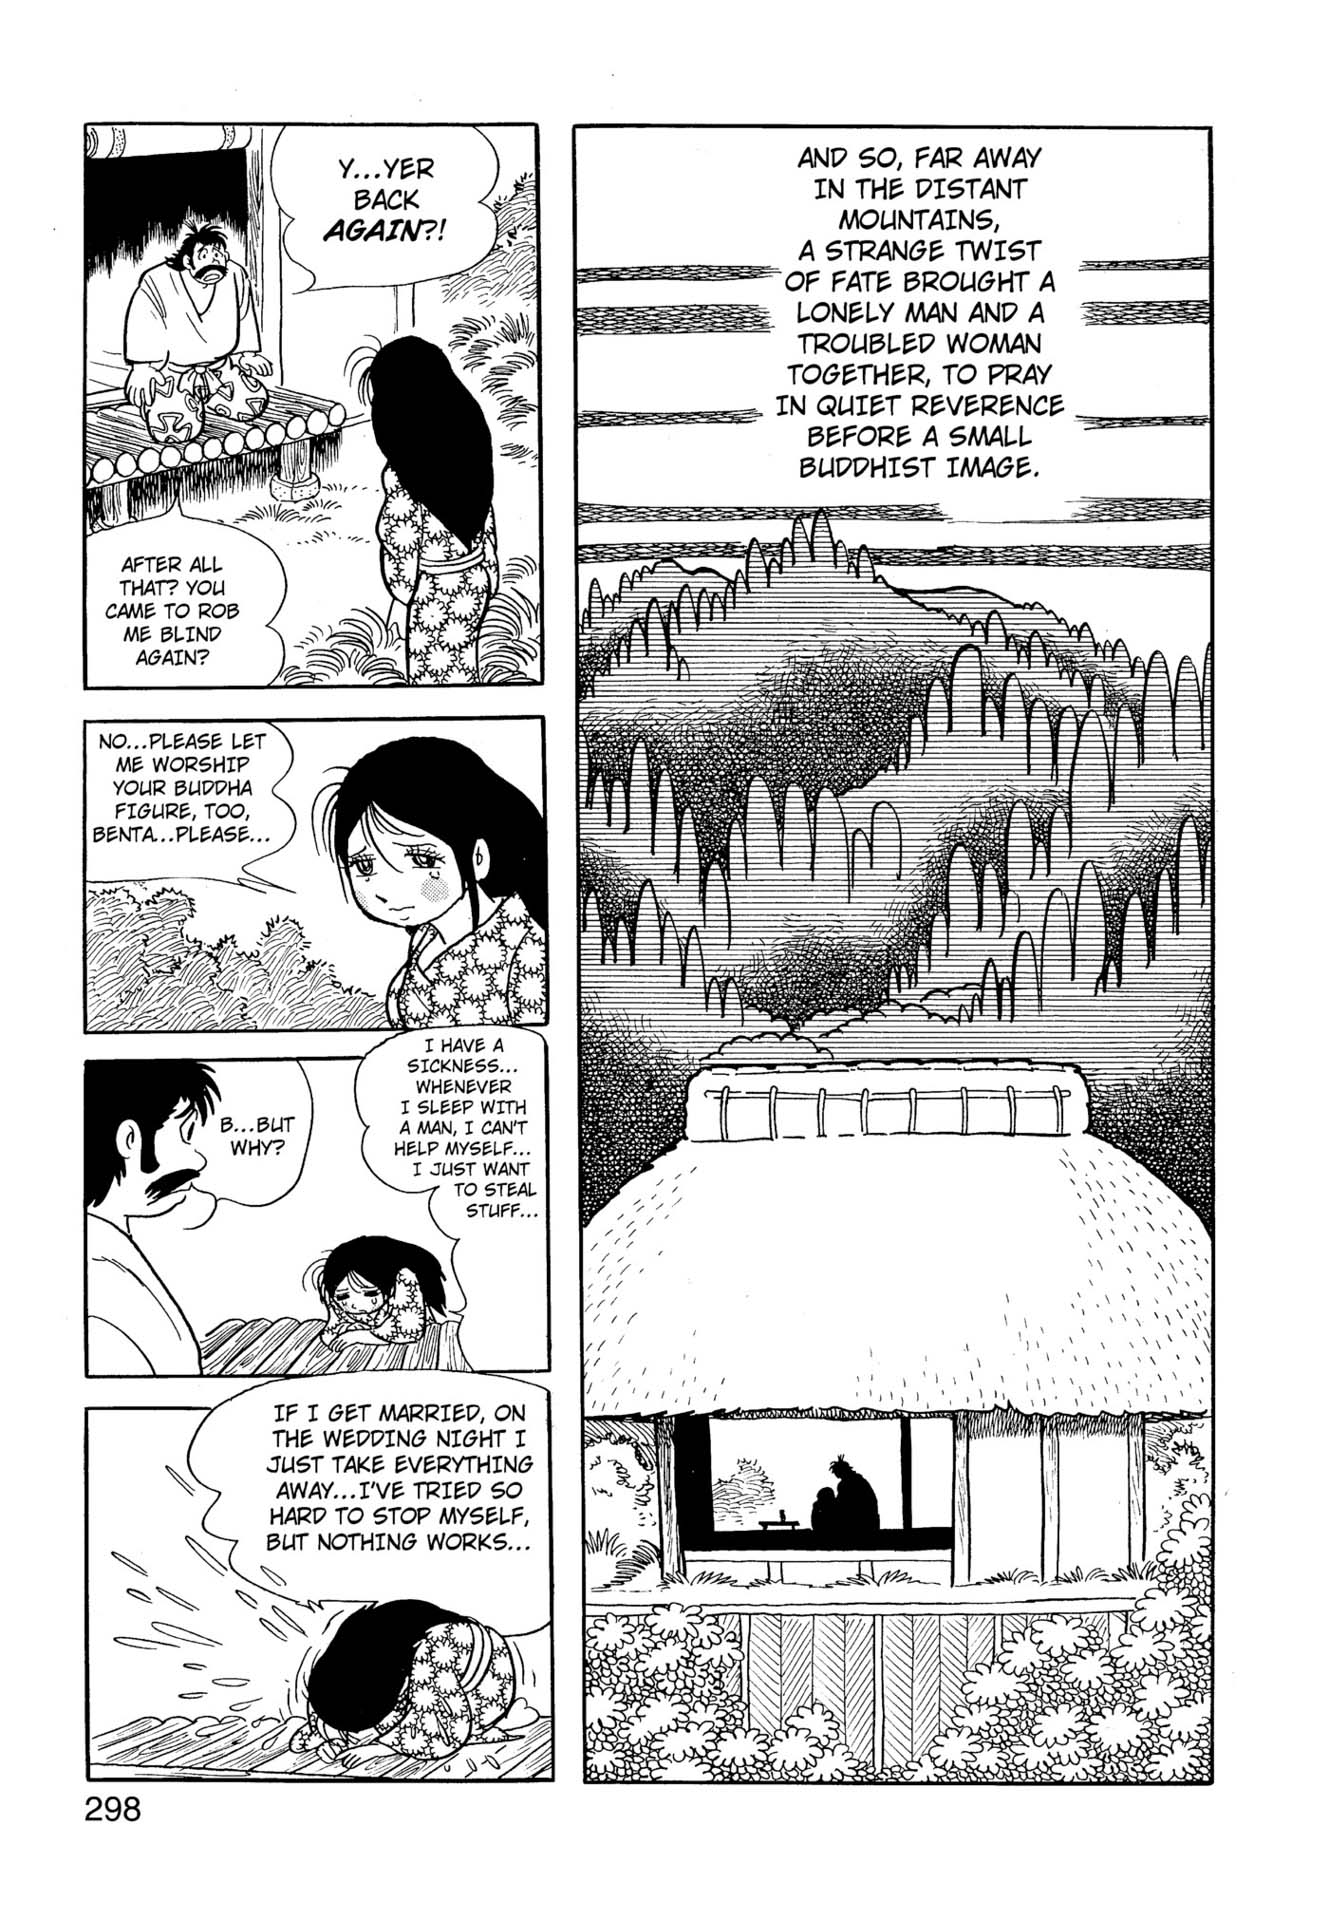 Y...YER
BACK
AGAIN?!
AFTER ALL
THAT? YOU
CAME TO ROB
ME BLIND
AGAIN?
NO...PLEASE LET
ME WORSHIP
YOUR BUDDHA
FIGURE, TOO,
BENTA...PLEASE...
I HAVE A
SICKNESS...
WHENEVER
I SLEEP WITH
A MAN, I CAN'T
HELP MYSELF...
I JUST WANT
TO STEAL
STUFF...
B...BUT
WHY?
IF I GET MARRIED, ON
THE WEDDING NIGHT I
JUST TAKE EVERYTHING
AWAY...I'VE TRIED SO
HARD TO STOP MYSELF,
BUT NOTHING WORKS...
AND SO, FAR AWAY
IN THE DISTANT
MOUNTAINS,
A STRANGE TWIST
OF FATE BROUGHT A
LONELY MAN AND A
TROUBLED WOMAN
TOGETHER, TO PRAY
IN QUIET REVERENCE
BEFORE A SMALL
BUDDHIST IMAGE.
298